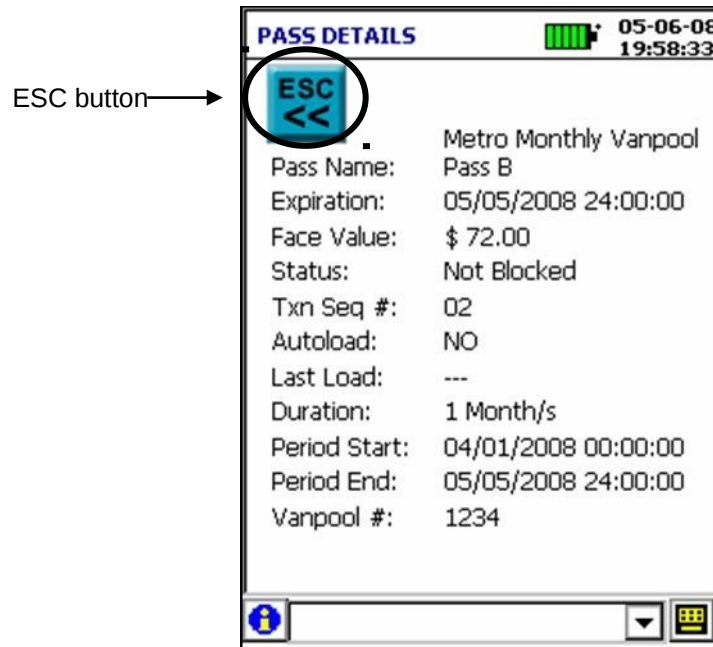 PASS DETAILS
05-06-08
19:58:33
ESC button
ESC
<<
Metro Monthly Vanpool
Pass Name: Pass B
Expiration: 05/05/2008 24:00:00
Face Value: $ 72.00
Status: Not Blocked
Txn Seq #: 02
Autoload: NO
Last Load: ---
Duration: 1 Month/s
Period Start: 04/01/2008 00:00:00
Period End: 05/05/2008 24:00:00
Vanpool #: 1234